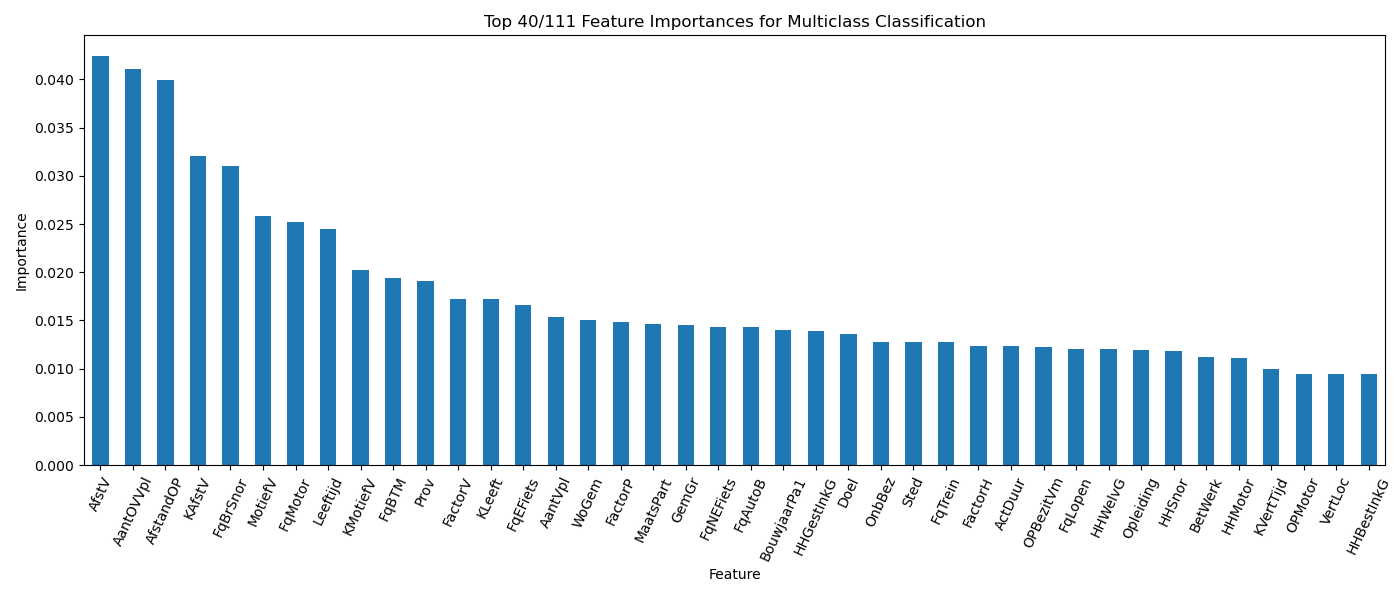 Top 40/111 Feature Importances for Multiclass Classification
Importance
0.040
0.035
0.030
0.025
0.020
0.015
0.010
0.005
0.000
AfstV
AantOVVpl
AfstandOP
KAfstV
FqBrSnor
MotiefV
FqMotor
Leeftijd
KMotiefV
FqBTM
Prov
FactorV
KLeeft
FqEFiets
AantVpl
WoGem
FactorP
MaatsPart
GemGr
FqNEFiets
FqAutoB
BouwjaarPa1
HHGestInkG
Doel
OnbBez
Sted
FqTrein
FactorH
ActDuur
OPBezitVm
FqLopen
HHWelvG
Opleiding
HHSnor
BetWerk
HHMotor
KVertTijd
OPMotor
VertLoc
HHBestInkG
Feature